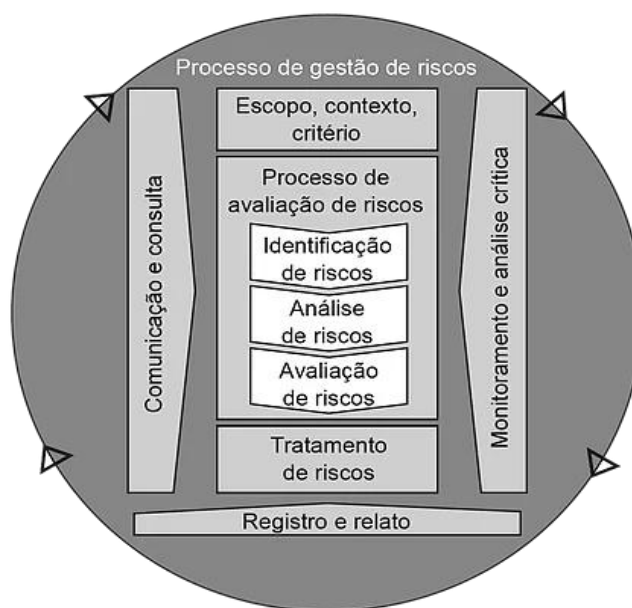 Processo de gestão de riscos
Escopo, contexto,
critério
Comunicação e consulta
Processo de
avaliação de riscos
Identificação
de riscos
Análise
de riscos
Avaliação
de riscos
Monitoramento e análise crítica
Tratamento
de riscos
Registro e relato